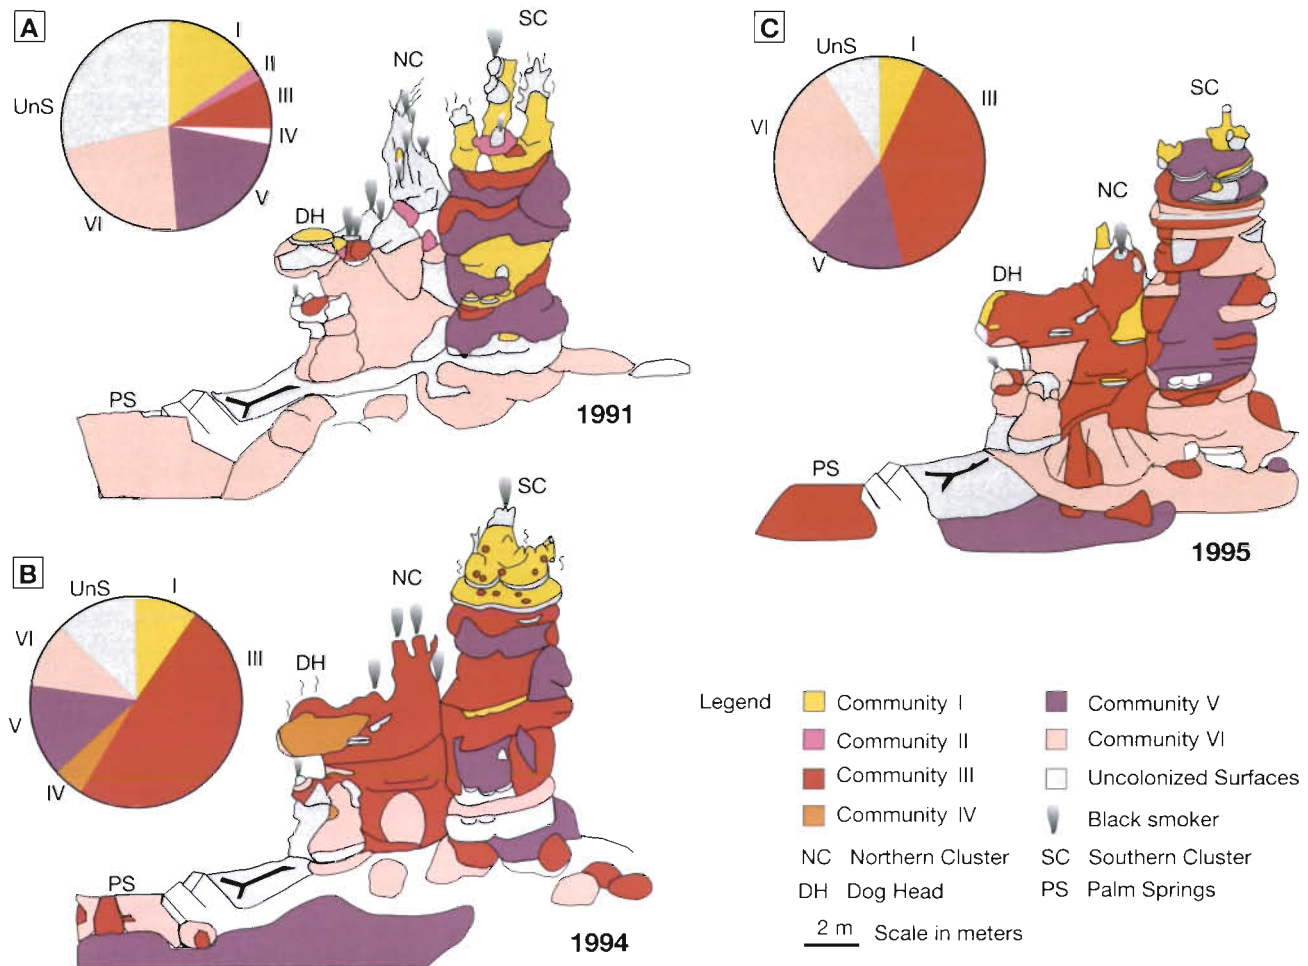 A
I
II
III
IV
V
VI
UnS
SC
NC
DH
PS
1991
B
UnS
I
III
IV
V
VI
SC
NC
DH
PS
1994
C
UnS
I
III
V
VI
SC
NC
DH
PS
1995
Legend
Community I
Community II
Community III
Community IV
NC Northern Cluster
DH Dog Head
2 m Scale in meters
Community V
Community VI
Uncolonized Surfaces
Black smoker
SC Southern Cluster
PS Palm Springs